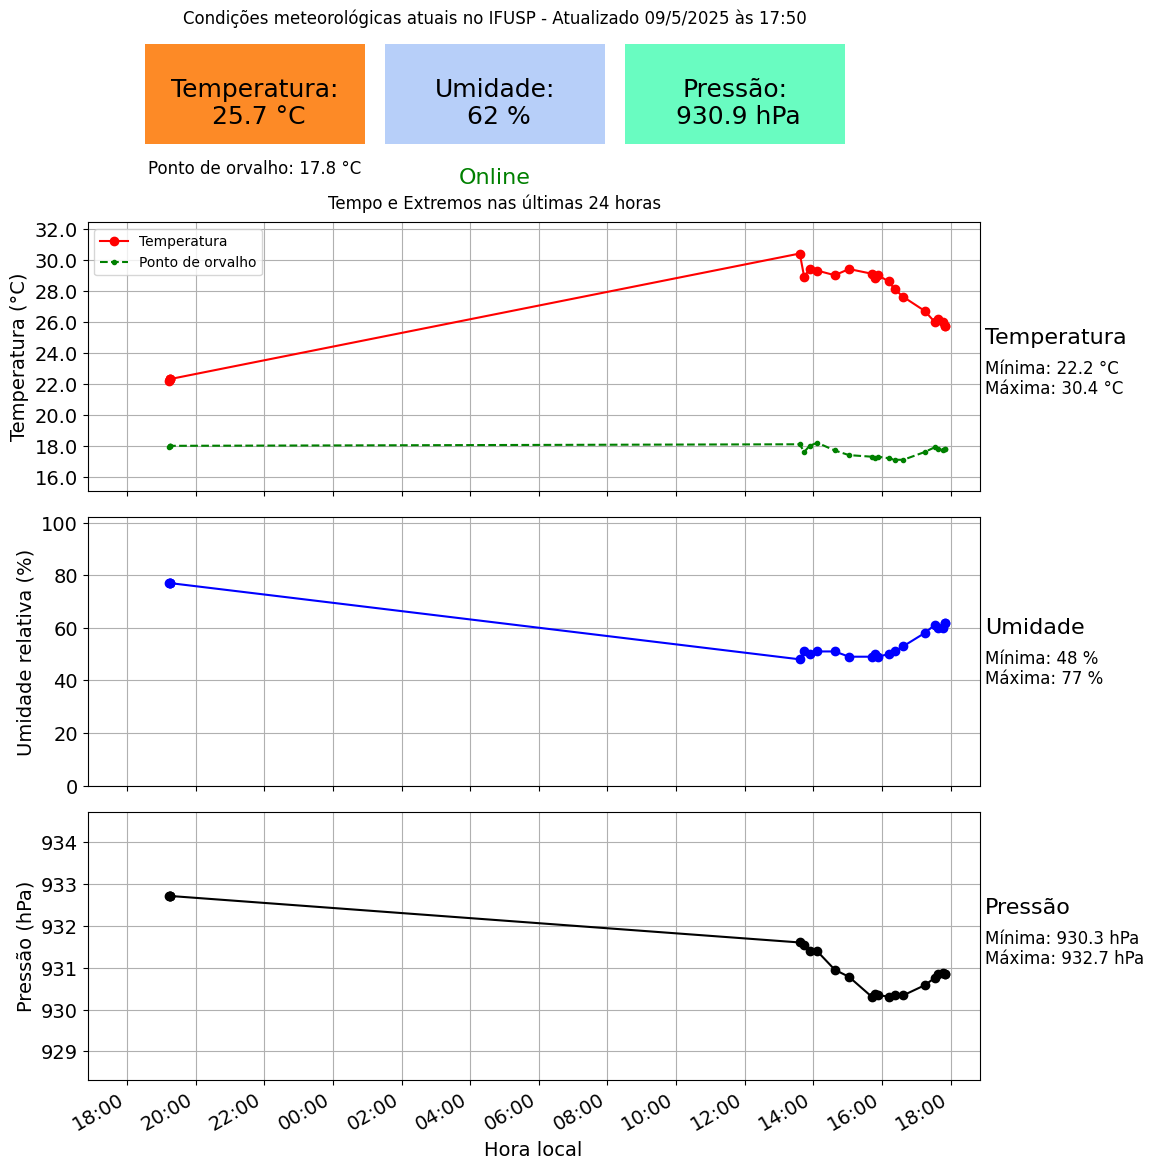 Condições meteorológicas atuais no IFUSP - Atualizado 09/5/2025 às 17:50
Temperatura:
25.7 °C
Umidade:
62 %
Pressão:
930.9 hPa
Ponto de orvalho: 17.8 °C
Online
Tempo e Extremos nas últimas 24 horas
Temperatura
Ponto de orvalho
Temperatura (°C)
32.0
30.0
28.0
26.0
24.0
22.0
20.0
18.0
16.0
Temperatura
Mínima: 22.2 °C
Máxima: 30.4 °C
Umidade relativa (%)
100
80
60
40
20
0
Umidade
Mínima: 48 %
Máxima: 77 %
Pressão (hPa)
934
933
932
931
930
929
Pressão
Mínima: 930.3 hPa
Máxima: 932.7 hPa
18:00 20:00 22:00 00:00 02:00 04:00 06:00 08:00 10:00 12:00 14:00 16:00 18:00
Hora local